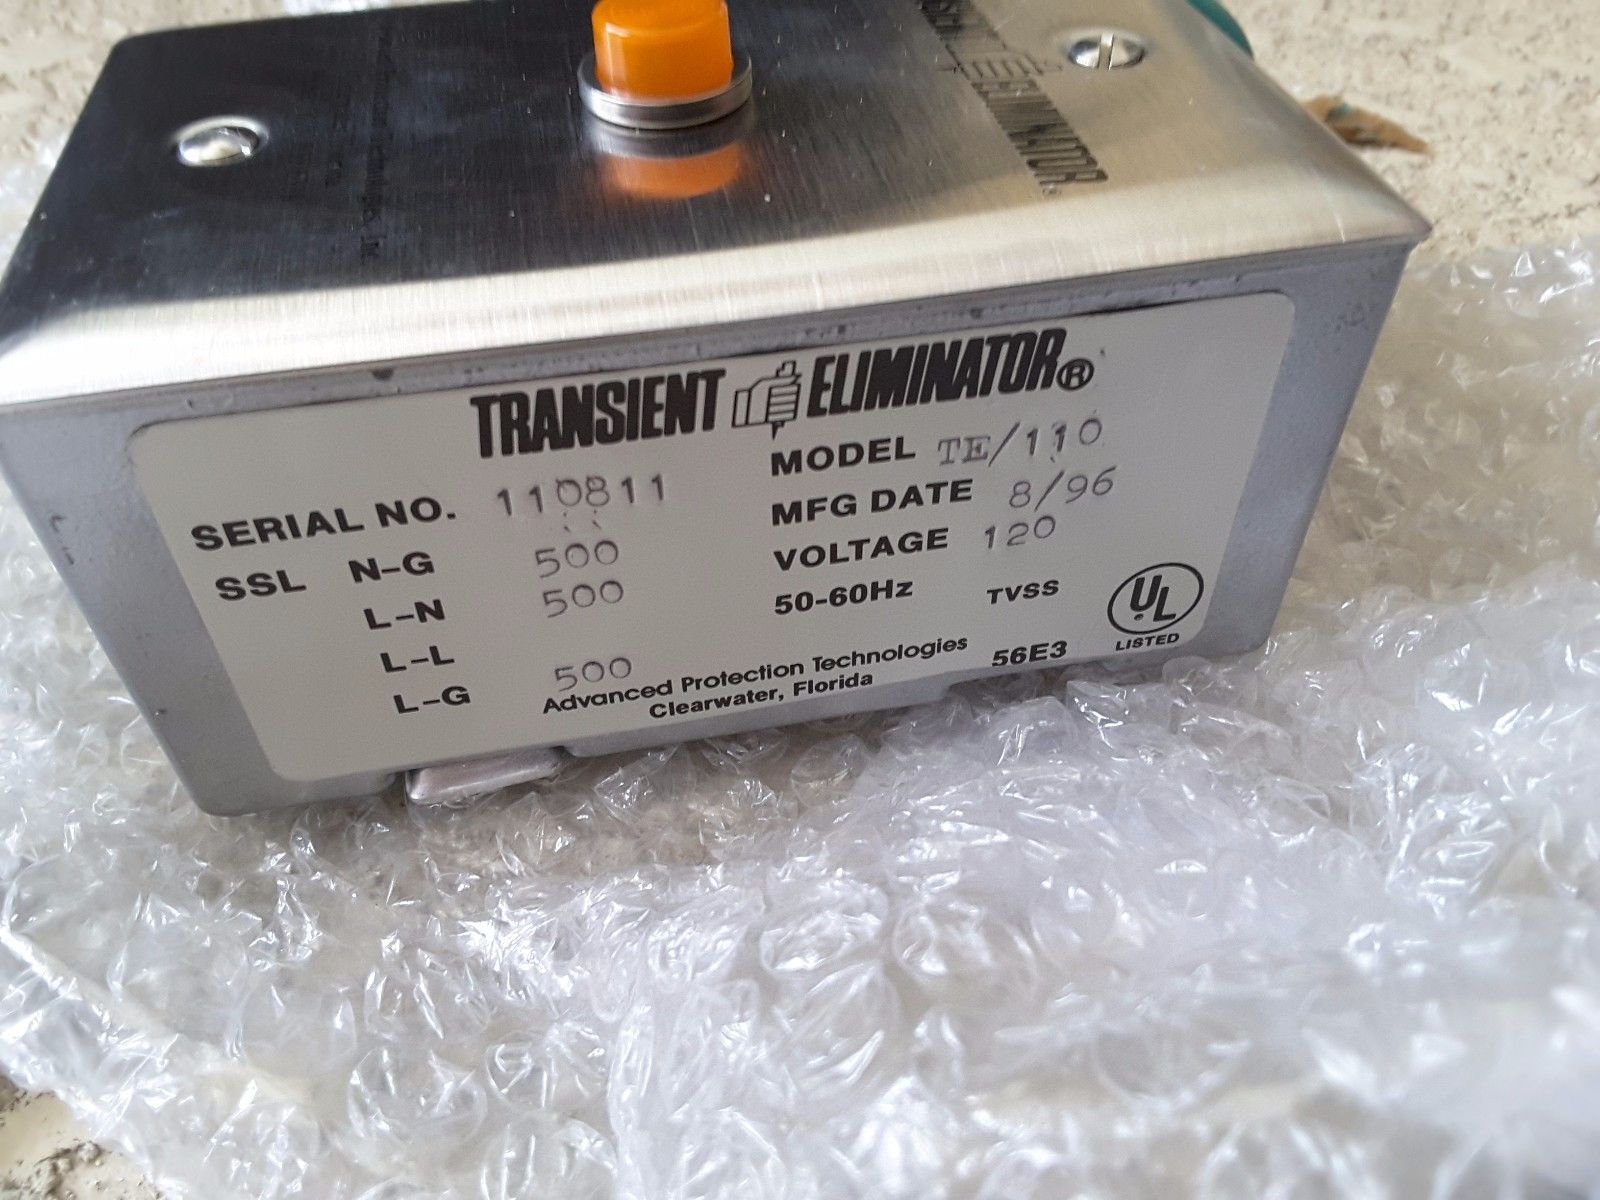 ELIMINATOR
TRANSIENT ELIMINATOR®
SERIAL NO. 110811
MODEL TE/110
MFG DATE 8/96
SSL N-G 500
VOLTAGE 120
L-N 500
50-60Hz TVSS
L-L
L-G 500
Advanced Protection Technologies
Clearwater, Florida
56E3
UL
LISTED